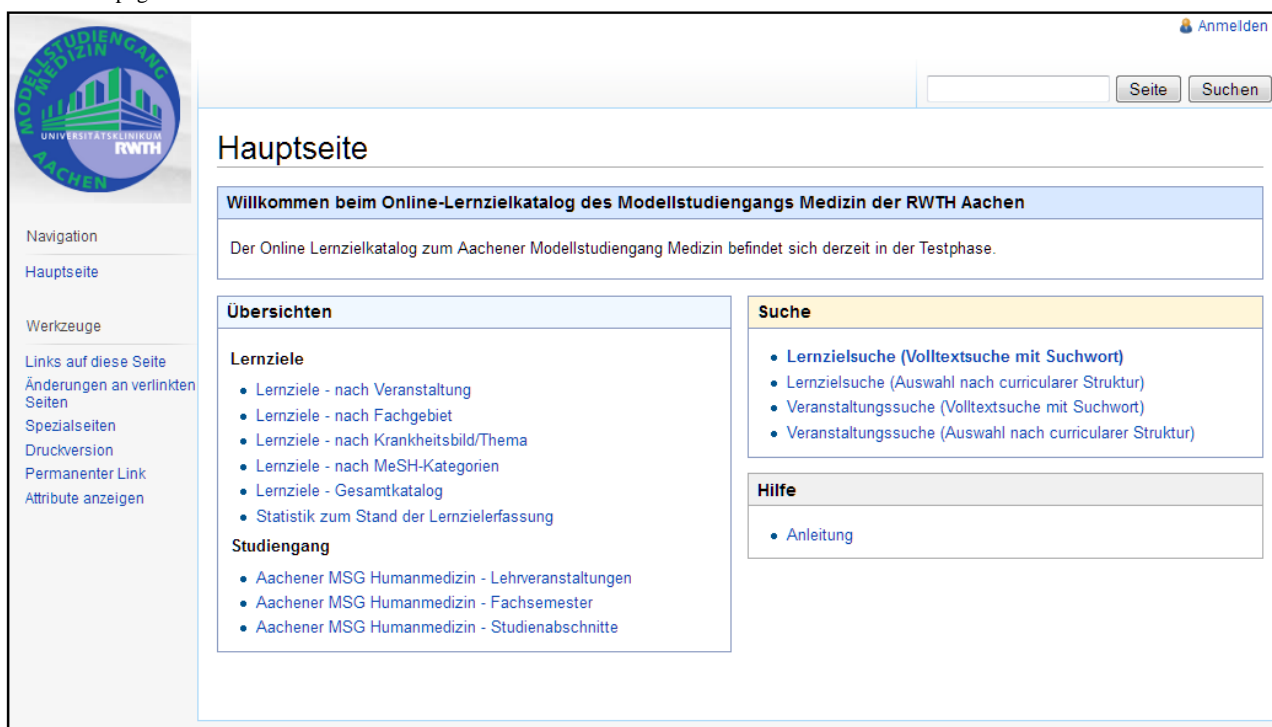 Anmelden
Seite
Suchen
MODELLSTUDIENGANG
MEDIZIN
UNIVERSITÄTSKLINIKUM
RWTH
AACHEN
Navigation
Hauptseite
Werkzeuge
Links auf diese Seite
Änderungen an verlinkten
Seiten
Spezialseiten
Druckversion
Permanenter Link
Attribute anzeigen
Hauptseite
Willkommen beim Online-Lernzielkatalog des Modellstudiengangs Medizin der RWTH Aachen
Der Online Lernzielkatalog zum Aachener Modellstudiengang Medizin befindet sich derzeit in der Testphase.
Übersichten
Lernziele
Lernziele - nach Veranstaltung
Lernziele - nach Fachgebiet
Lernziele - nach Krankheitsbild/Thema
Lernziele - nach MeSH-Kategorien
Lernziele - Gesamtkatalog
Statistik zum Stand der Lernzielerfassung
Studiengang
Aachener MSG Humanmedizin - Lehrveranstaltungen
Aachener MSG Humanmedizin - Fachsemester
Aachener MSG Humanmedizin - Studienabschnitte
Suche
Lernzielsuche (Volltextsuche mit Suchwort)
Lernzielsuche (Auswahl nach curricularer Struktur)
Veranstaltungssuche (Volltextsuche mit Suchwort)
Veranstaltungssuche (Auswahl nach curricularer Struktur)
Hilfe
Anleitung